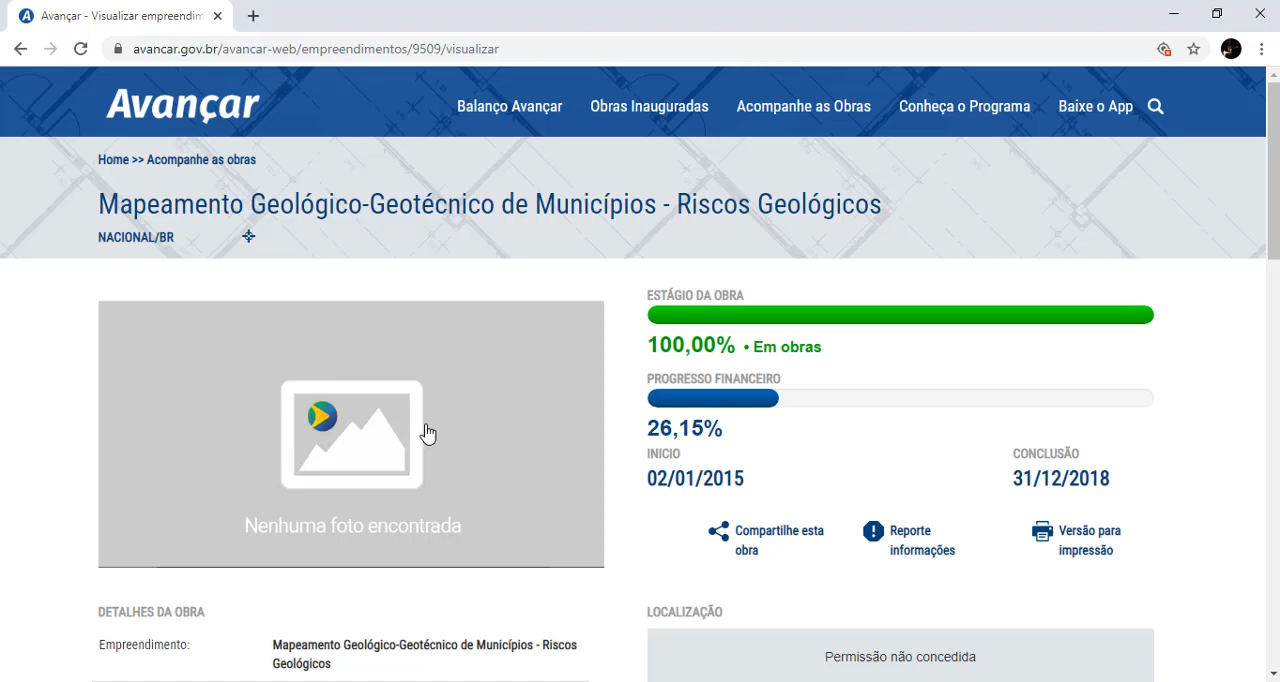 Avançar - Visualizar empreendim
avancar.gov.br/avancar-web/empreendimentos/9509/visualizar
Avançar
Balanço Avançar
Obras Inauguradas
Acompanhe as Obras
Conheça o Programa
Baixe o App
Home >> Acompanhe as obras
Mapeamento Geológico-Geotécnico de Municípios - Riscos Geológicos
NACIONAL/BR
Nenhuma foto encontrada
ESTÁGIO DA OBRA
100,00% • Em obras
PROGRESSO FINANCEIRO
26,15%
INICIO
02/01/2015
CONCLUSÃO
31/12/2018
Compartilhe esta
obra
Reporte
informações
Versão para
impressão
DETALHES DA OBRA
Empreendimento:
Mapeamento Geológico-Geotécnico de Municípios - Riscos
Geológicos
LOCALIZAÇÃO
Permissão não concedida